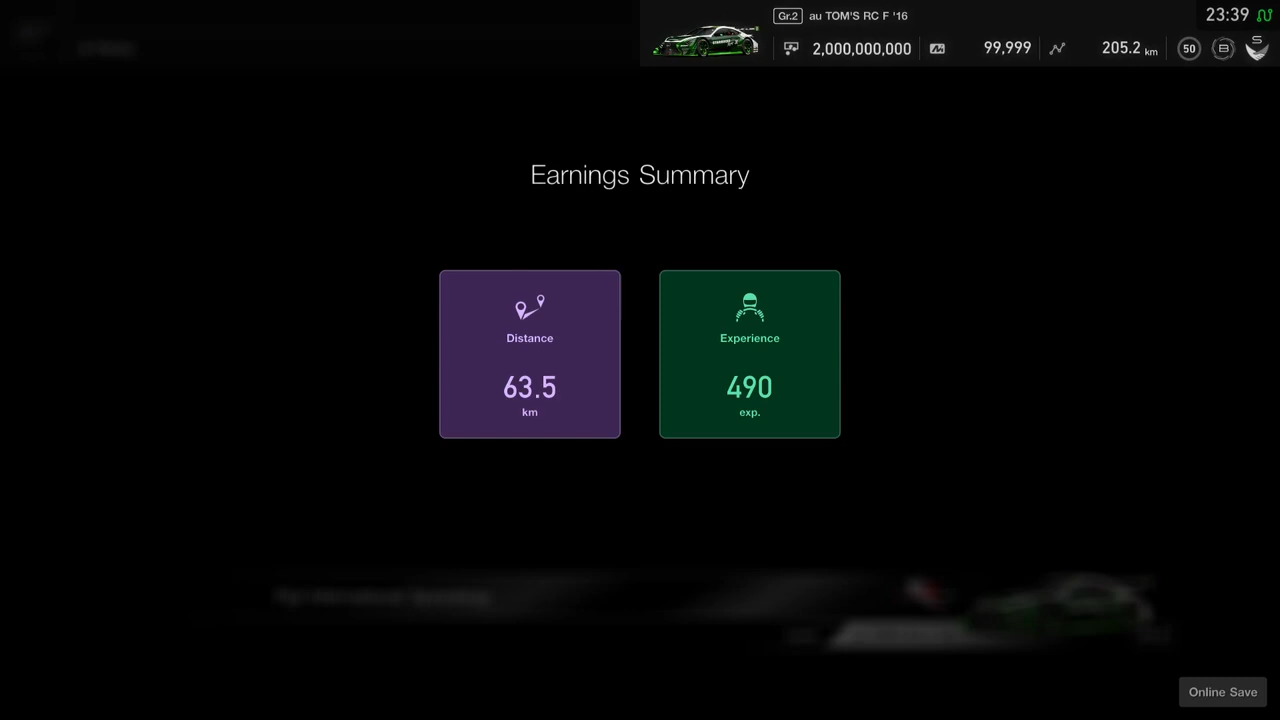 Gr.2 au TOM'S RC F '16
23:39
2,000,000,000
99,999
205.2 km
50
B
S
Earnings Summary
Distance
63.5
km
Experience
490
exp.
Online Save